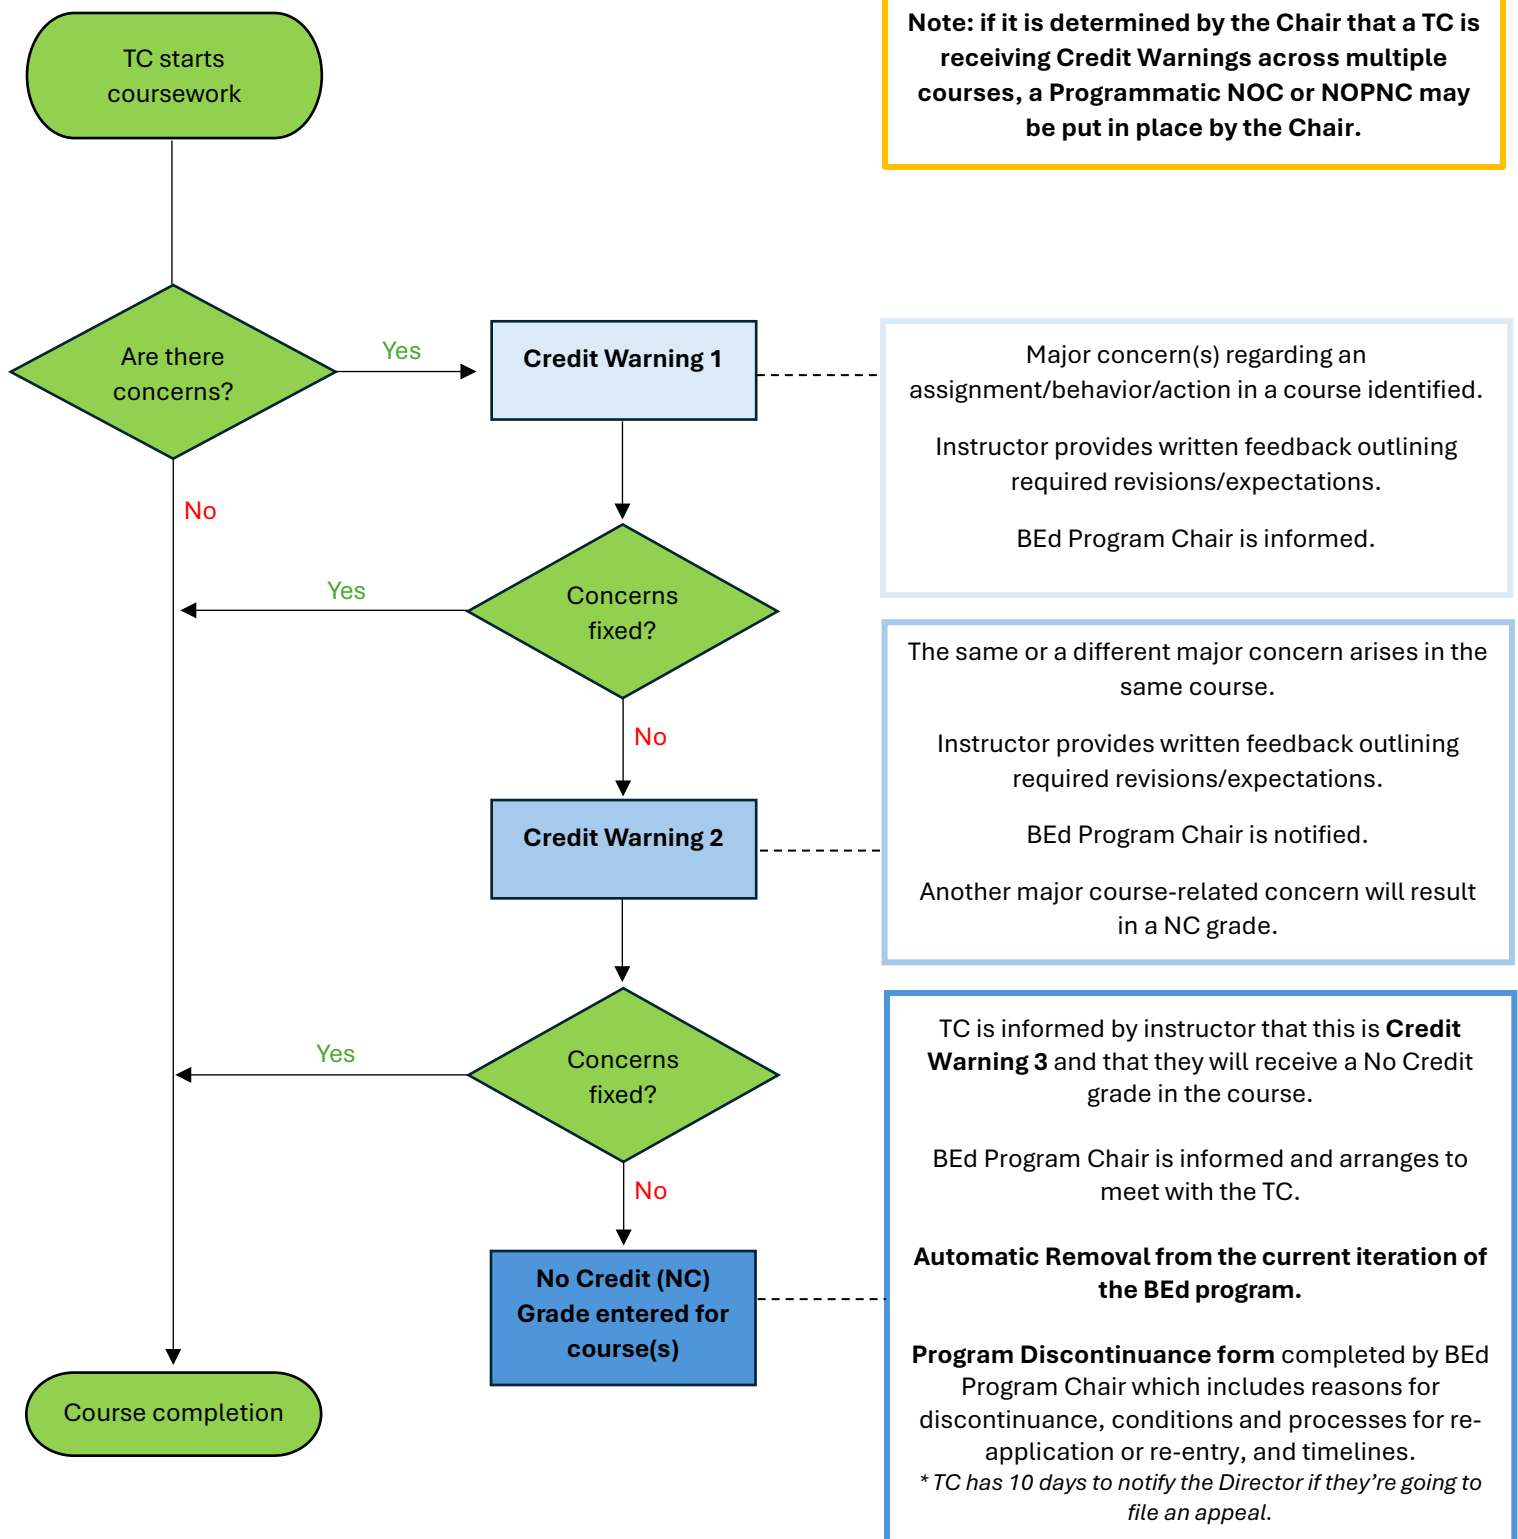 TC starts
coursework
Note: if it is determined by the Chair that a TC is
receiving Credit Warnings across multiple
courses, a Programmatic NOC or NOPNC may
be put in place by the Chair.
Are there
concerns?
Yes
No
Credit Warning 1
Major concern(s) regarding an
assignment/behavior/action in a course identified.
Instructor provides written feedback outlining
required revisions/expectations.
BEd Program Chair is informed.
Concerns
fixed?
Yes
No
Credit Warning 2
The same or a different major concern arises in the
same course.
Instructor provides written feedback outlining
required revisions/expectations.
BEd Program Chair is notified.
Another major course-related concern will result
in a NC grade.
Concerns
fixed?
Yes
No
No Credit (NC)
Grade entered for
course(s)
TC is informed by instructor that this is Credit
Warning 3 and that they will receive a No Credit
grade in the course.
BEd Program Chair is informed and arranges to
meet with the TC.
Automatic Removal from the current iteration of
the BEd program.
Program Discontinuance form completed by BEd
Program Chair which includes reasons for
discontinuance, conditions and processes for re-
application or re-entry, and timelines.
* TC has 10 days to notify the Director if they're going to
file an appeal.
Course completion